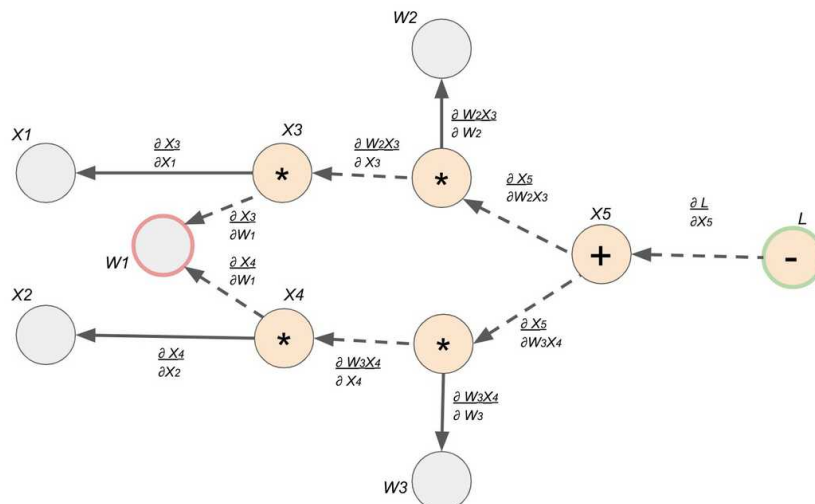 W2
∂ W2X3
∂ W2
X1
∂ X3
∂X1
X3
*
∂ W2X3
∂ X3
*
∂ X5
∂W2X3
X5
+
∂ L
∂X5
L
-
∂ X3
∂W1
W1
∂ X4
∂W1
X2
∂ X4
∂X2
X4
*
∂ W3X4
∂ X4
*
∂ X5
∂W3X4
∂ W3X4
∂ W3
W3